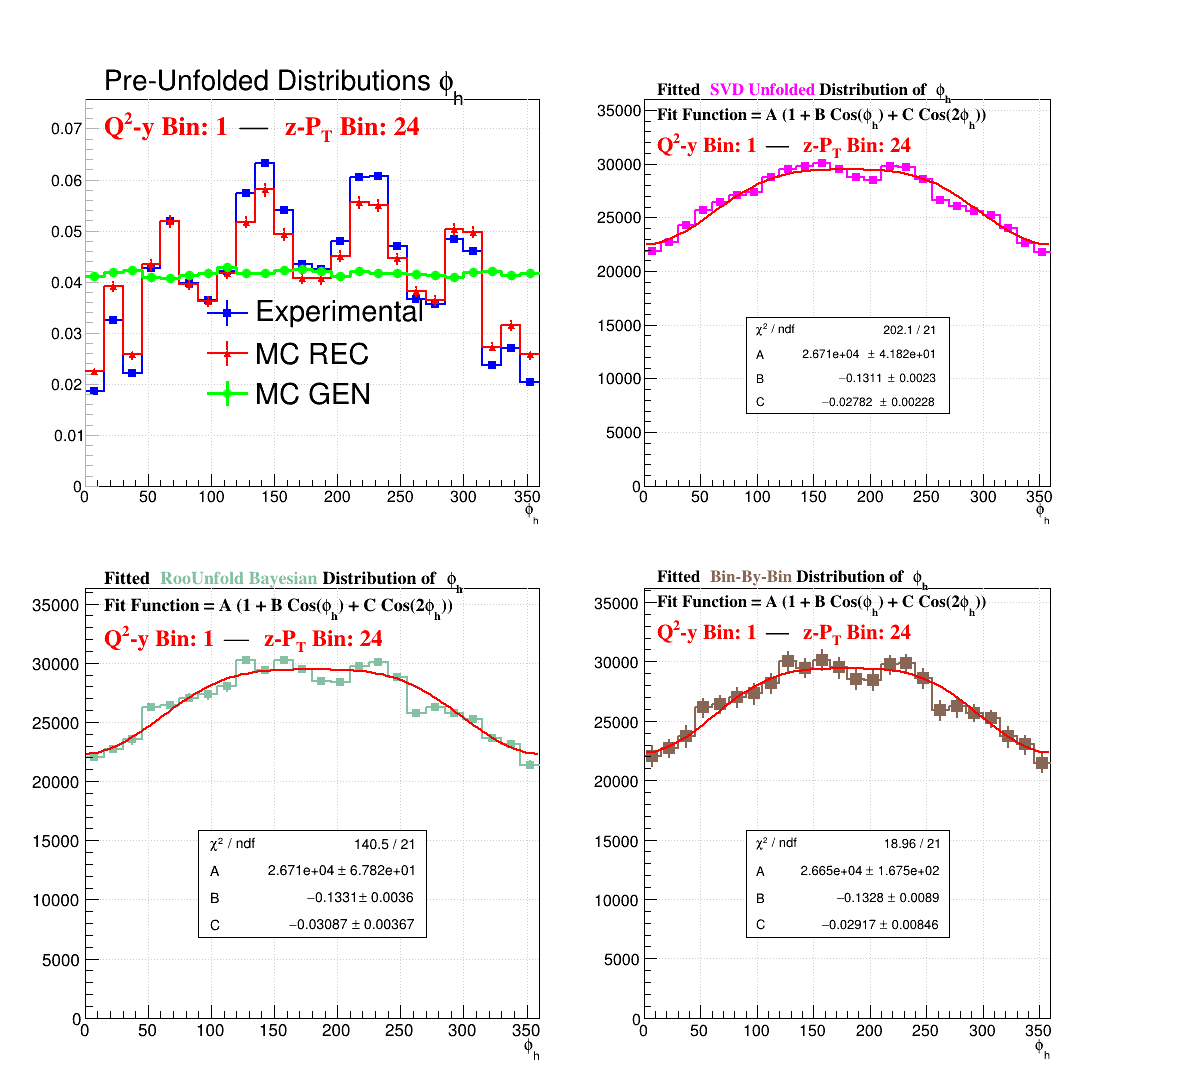 Pre-Unfolded Distributions ϕh
Q²-y Bin: 1 — z-PT Bin: 24
0.07
0.06
0.05
0.04
0.03
0.02
0.01
0
Experimental
MC REC
MC GEN
0 50 100 150 200 250 300 350
ϕh
Fitted SVD Unfolded Distribution of ϕh
Fit Function = A (1 + B Cos(ϕh) + C Cos(2ϕh))
Q²-y Bin: 1 — z-PT Bin: 24
35000
30000
25000
20000
15000
10000
5000
0
χ² / ndf 202.1 / 21
A 2.671e+04 ± 4.182e+01
B −0.1311 ± 0.0023
C −0.02782 ± 0.00228
0 50 100 150 200 250 300 350
ϕh
Fitted RooUnfold Bayesian Distribution of ϕh
Fit Function = A (1 + B Cos(ϕh) + C Cos(2ϕh))
Q²-y Bin: 1 — z-PT Bin: 24
35000
30000
25000
20000
15000
10000
5000
0
χ² / ndf 140.5 / 21
A 2.671e+04 ± 6.782e+01
B −0.1331 ± 0.0036
C −0.03087 ± 0.00367
0 50 100 150 200 250 300 350
ϕh
Fitted Bin-By-Bin Distribution of ϕh
Fit Function = A (1 + B Cos(ϕh) + C Cos(2ϕh))
Q²-y Bin: 1 — z-PT Bin: 24
35000
30000
25000
20000
15000
10000
5000
0
χ² / ndf 18.96 / 21
A 2.665e+04 ± 1.675e+02
B −0.1328 ± 0.0089
C −0.02917 ± 0.00846
0 50 100 150 200 250 300 350
ϕh